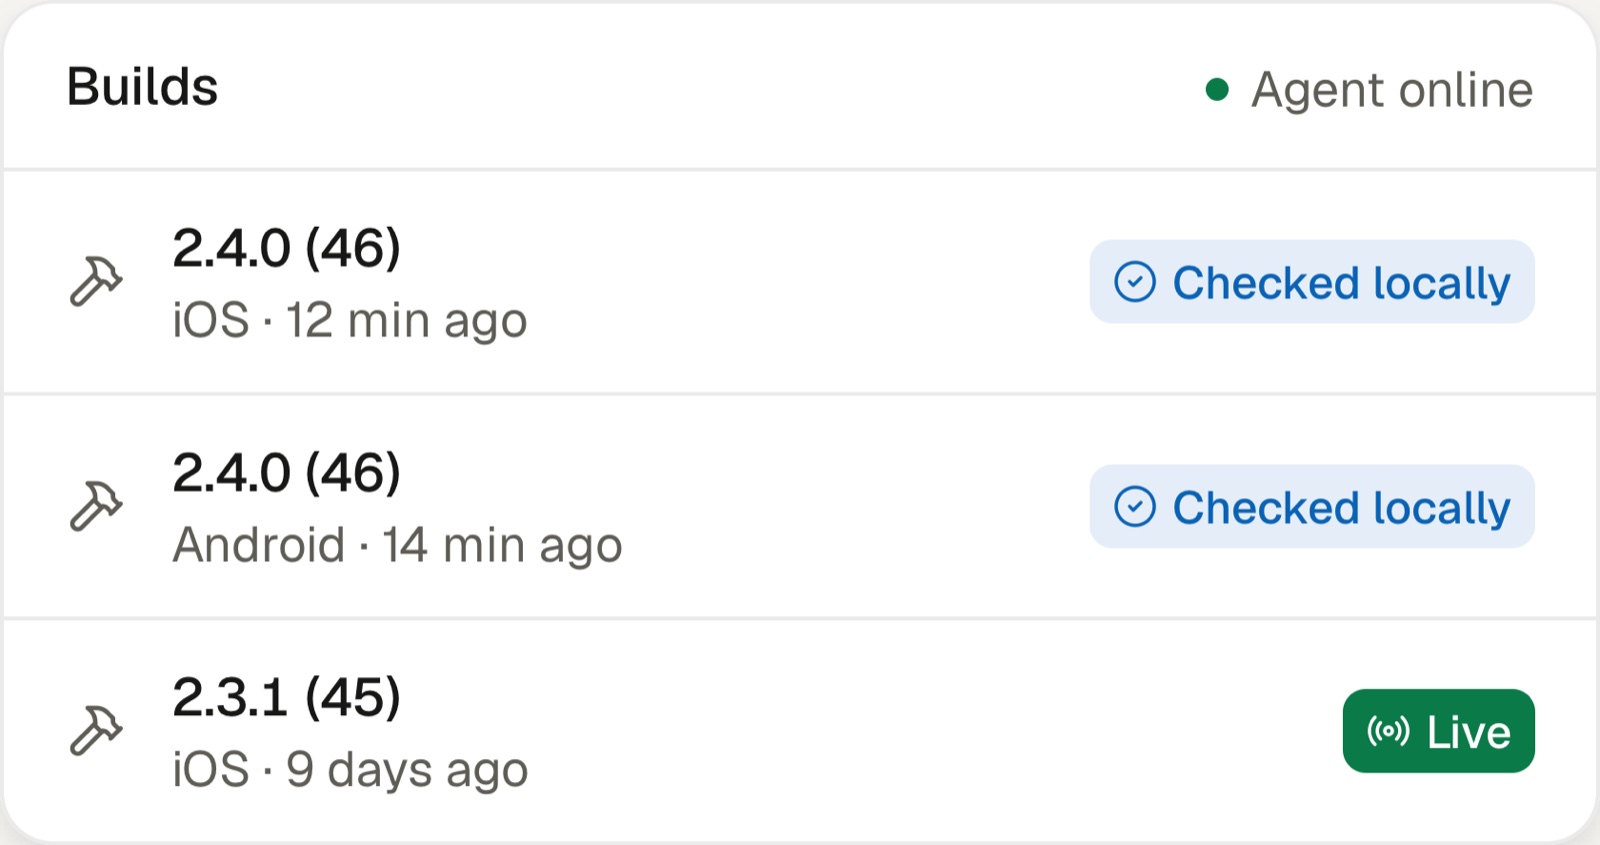 Builds
Agent online
2.4.0 (46)
iOS · 12 min ago
Checked locally
2.4.0 (46)
Android · 14 min ago
Checked locally
2.3.1 (45)
iOS · 9 days ago
Live